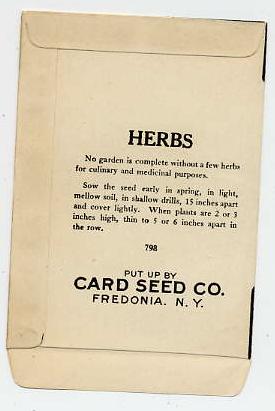 HERBS
No garden is complete without a few herbs
for culinary and medicinal purposes.
Sow the seed early in spring, in light,
mellow soil, in shallow drills, 15 inches apart
and cover lightly. When plants are 2 or 3
inches high, thin to 5 or 6 inches apart in
the row.
798
PUT UP BY
CARD SEED CO.
FREDONIA. N. Y.